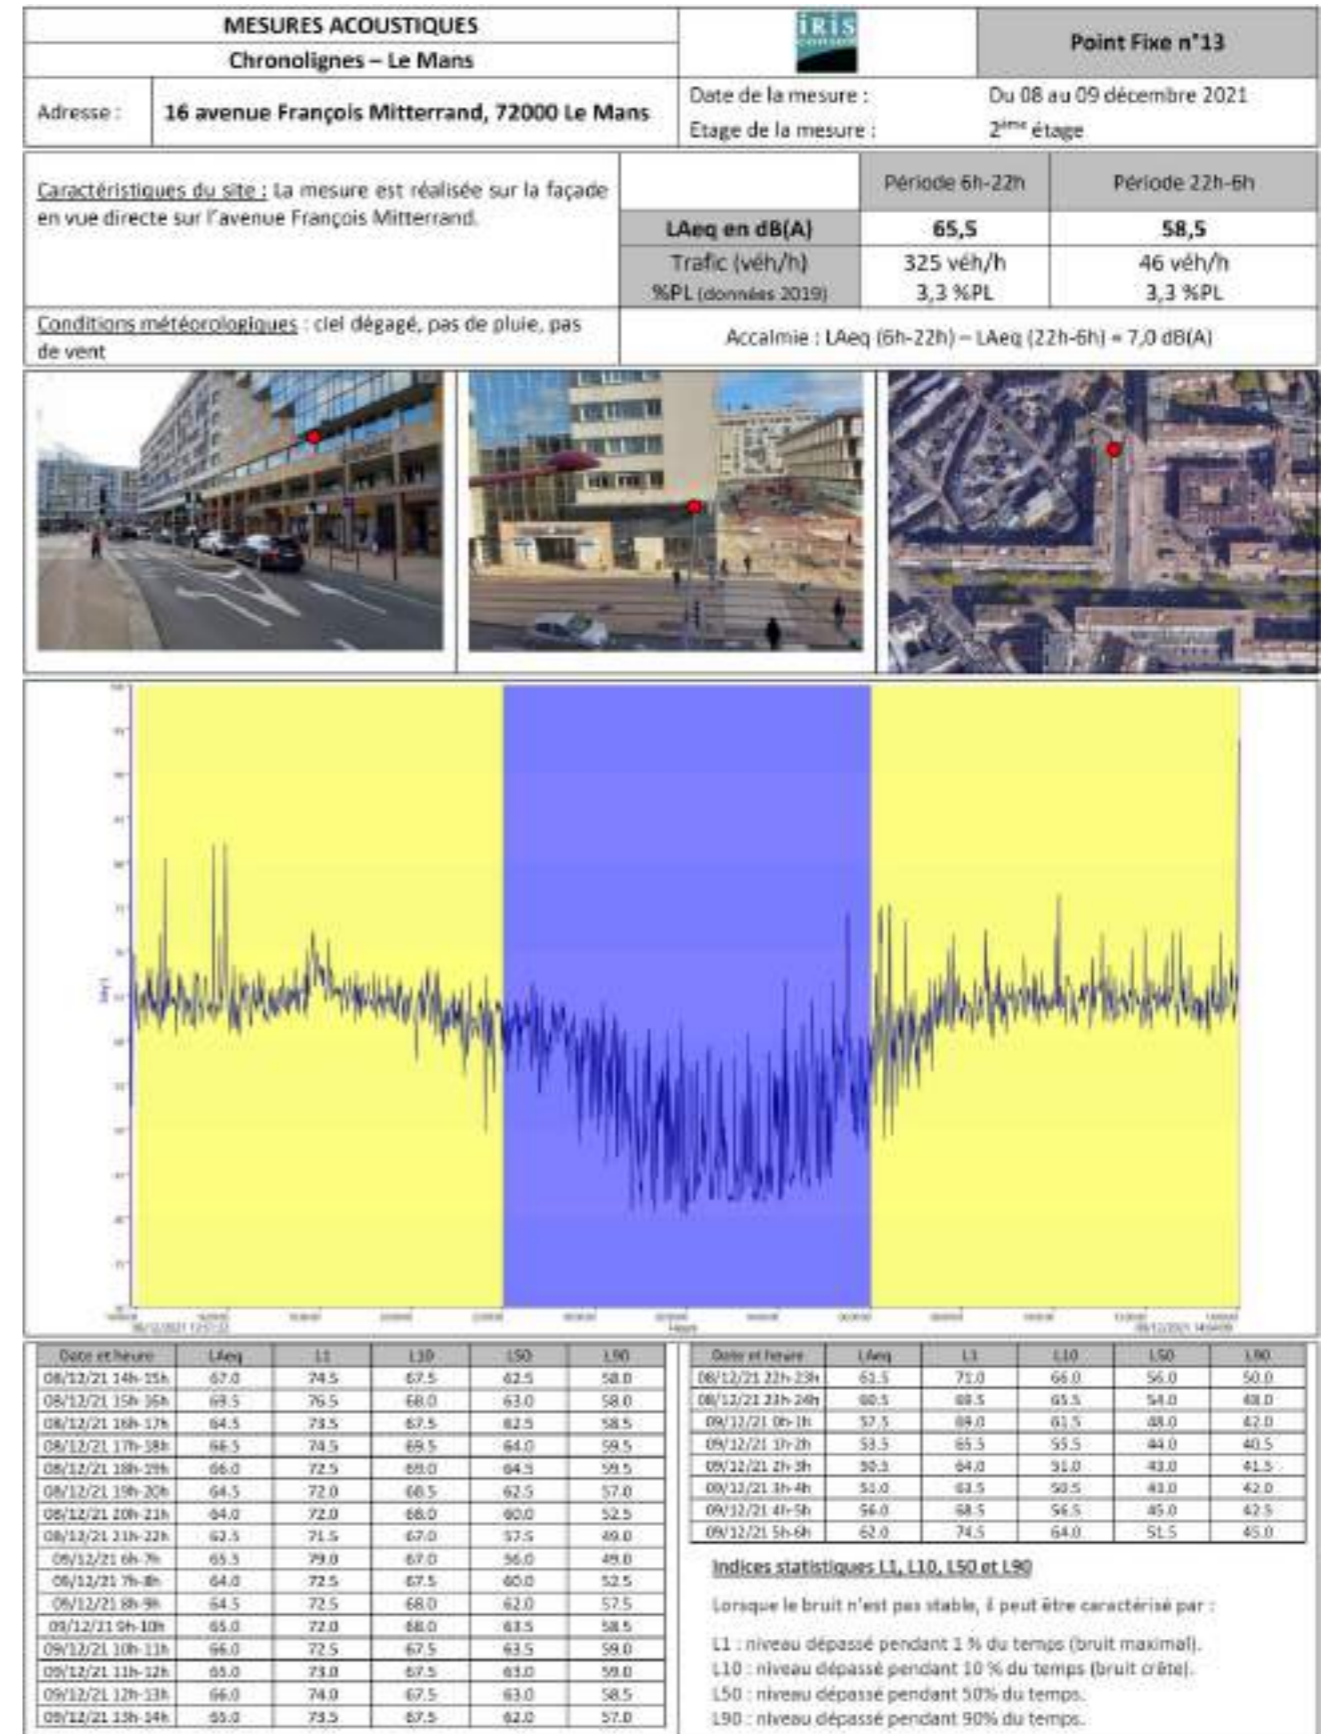 MESURES ACOUSTIQUES
Chronolignes – Le Mans
iRIS
conseil
Point Fixe n°13
Adresse :
16 avenue François Mitterrand, 72000 Le Mans
Date de la mesure : Du 08 au 09 décembre 2021
Etage de la mesure : 2ème étage
Caractéristiques du site : La mesure est réalisée sur la façade
en vue directe sur l'avenue François Mitterrand.
Période 6h-22h Période 22h-6h
LAeq en dB(A) 65,5 58,5
Trafic (véh/h) 325 véh/h 46 véh/h
%PL (données 2019) 3,3 %PL 3,3 %PL
Conditions météorologiques : ciel dégagé, pas de pluie, pas
de vent
Accalmie : LAeq (6h-22h) – LAeq (22h-6h) = 7,0 dB(A)
Date et heure LAeq L1 L10 L50 L90
08/12/21 14h-15h 67.0 74.5 67.5 62.5 58.0
08/12/21 15h-16h 69.5 76.5 68.0 63.0 58.0
08/12/21 16h-17h 64.5 73.5 67.5 62.5 58.5
08/12/21 17h-18h 66.5 74.5 69.5 64.0 59.5
08/12/21 18h-19h 66.0 72.5 69.0 64.5 59.5
08/12/21 19h-20h 64.5 72.0 68.5 62.5 57.0
08/12/21 20h-21h 64.0 72.0 68.0 60.0 52.5
08/12/21 21h-22h 62.5 71.5 67.0 57.5 49.0
09/12/21 6h-7h 65.5 79.0 67.0 56.0 49.0
09/12/21 7h-8h 64.0 72.5 67.5 60.0 52.5
09/12/21 8h-9h 64.5 72.5 68.0 62.0 57.5
09/12/21 9h-10h 65.0 72.0 68.0 63.5 58.5
09/12/21 10h-11h 66.0 72.5 67.5 63.5 59.0
09/12/21 11h-12h 65.0 73.0 67.5 63.0 59.0
09/12/21 12h-13h 66.0 74.0 67.5 63.0 58.5
09/12/21 13h-14h 65.0 73.5 67.5 62.0 57.0
Date et heure LAeq L1 L10 L50 L90
08/12/21 22h-23h 61.5 71.0 66.0 56.0 50.0
08/12/21 23h-24h 60.5 69.5 65.5 54.0 48.0
09/12/21 0h-1h 57.5 69.0 61.5 48.0 42.0
09/12/21 1h-2h 53.5 65.5 55.5 44.0 40.5
09/12/21 2h-3h 50.5 64.0 51.0 43.0 41.5
09/12/21 3h-4h 51.0 63.5 50.5 43.0 42.0
09/12/21 4h-5h 56.0 68.5 56.5 45.0 42.5
09/12/21 5h-6h 62.0 74.5 64.0 51.5 45.0
Indices statistiques L1, L10, L50 et L90
Lorsque le bruit n'est pas stable, il peut être caractérisé par :
L1 : niveau dépassé pendant 1 % du temps (bruit maximal).
L10 : niveau dépassé pendant 10 % du temps (bruit crête).
L50 : niveau dépassé pendant 50% du temps.
L90 : niveau dépassé pendant 90% du temps.